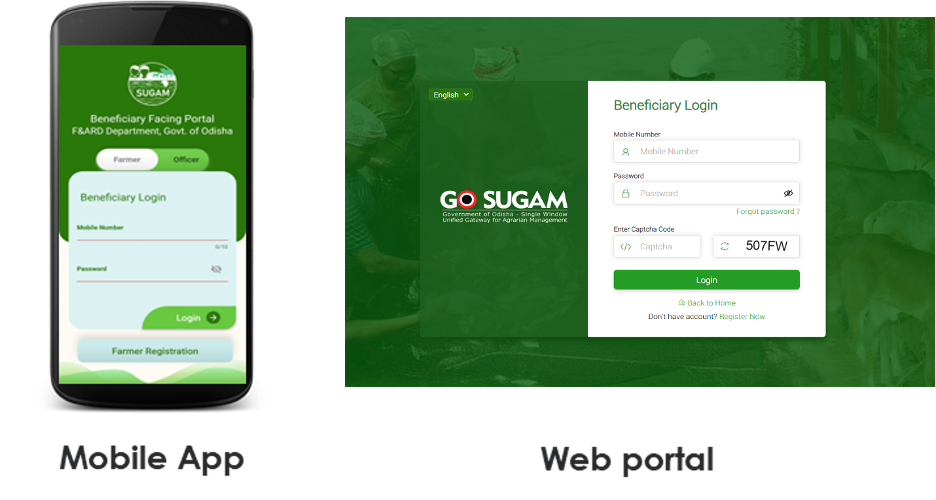 SUGAM
Beneficiary Facing Portal
F&ARD Department, Govt. of Odisha
Farmer
Officer
Beneficiary Login
Mobile Number
0/10
Password
Login
Farmer Registration
Mobile App
English
GO SUGAM
Government of Odisha - Single Window
Unified Gateway for Agrarian Management
Beneficiary Login
Mobile Number
Mobile Number
Password
Password
Forgot password ?
Enter Captcha Code
Captcha
507FW
Login
Back to Home
Don't have account? Register Now
Web portal